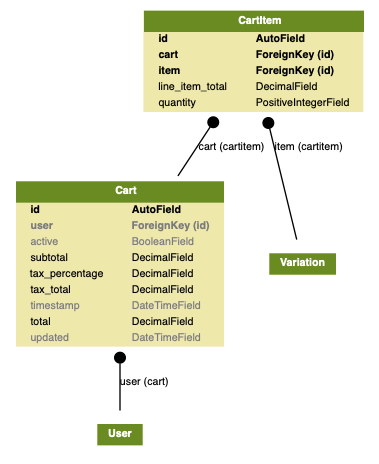 CartItem
id AutoField
cart ForeignKey (id)
item ForeignKey (id)
line_item_total DecimalField
quantity PositiveIntegerField
cart (cartitem) item (cartitem)
Cart
id AutoField
user ForeignKey (id)
active BooleanField
subtotal DecimalField
tax_percentage DecimalField
tax_total DecimalField
timestamp DateTimeField
total DecimalField
updated DateTimeField
Variation
user (cart)
User